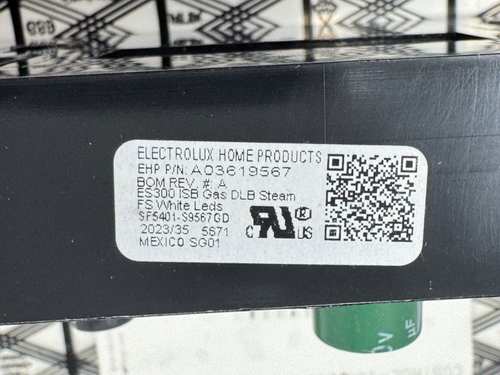 ELECTROLUX HOME PRODUCTS
EHP P/N: A03619567
BOM REV. #: A
ES300 ISB Gas DLB Steam
FS White Leds
SF5401-S9567GD
2023/35 5671
MEXICO SG01
C US